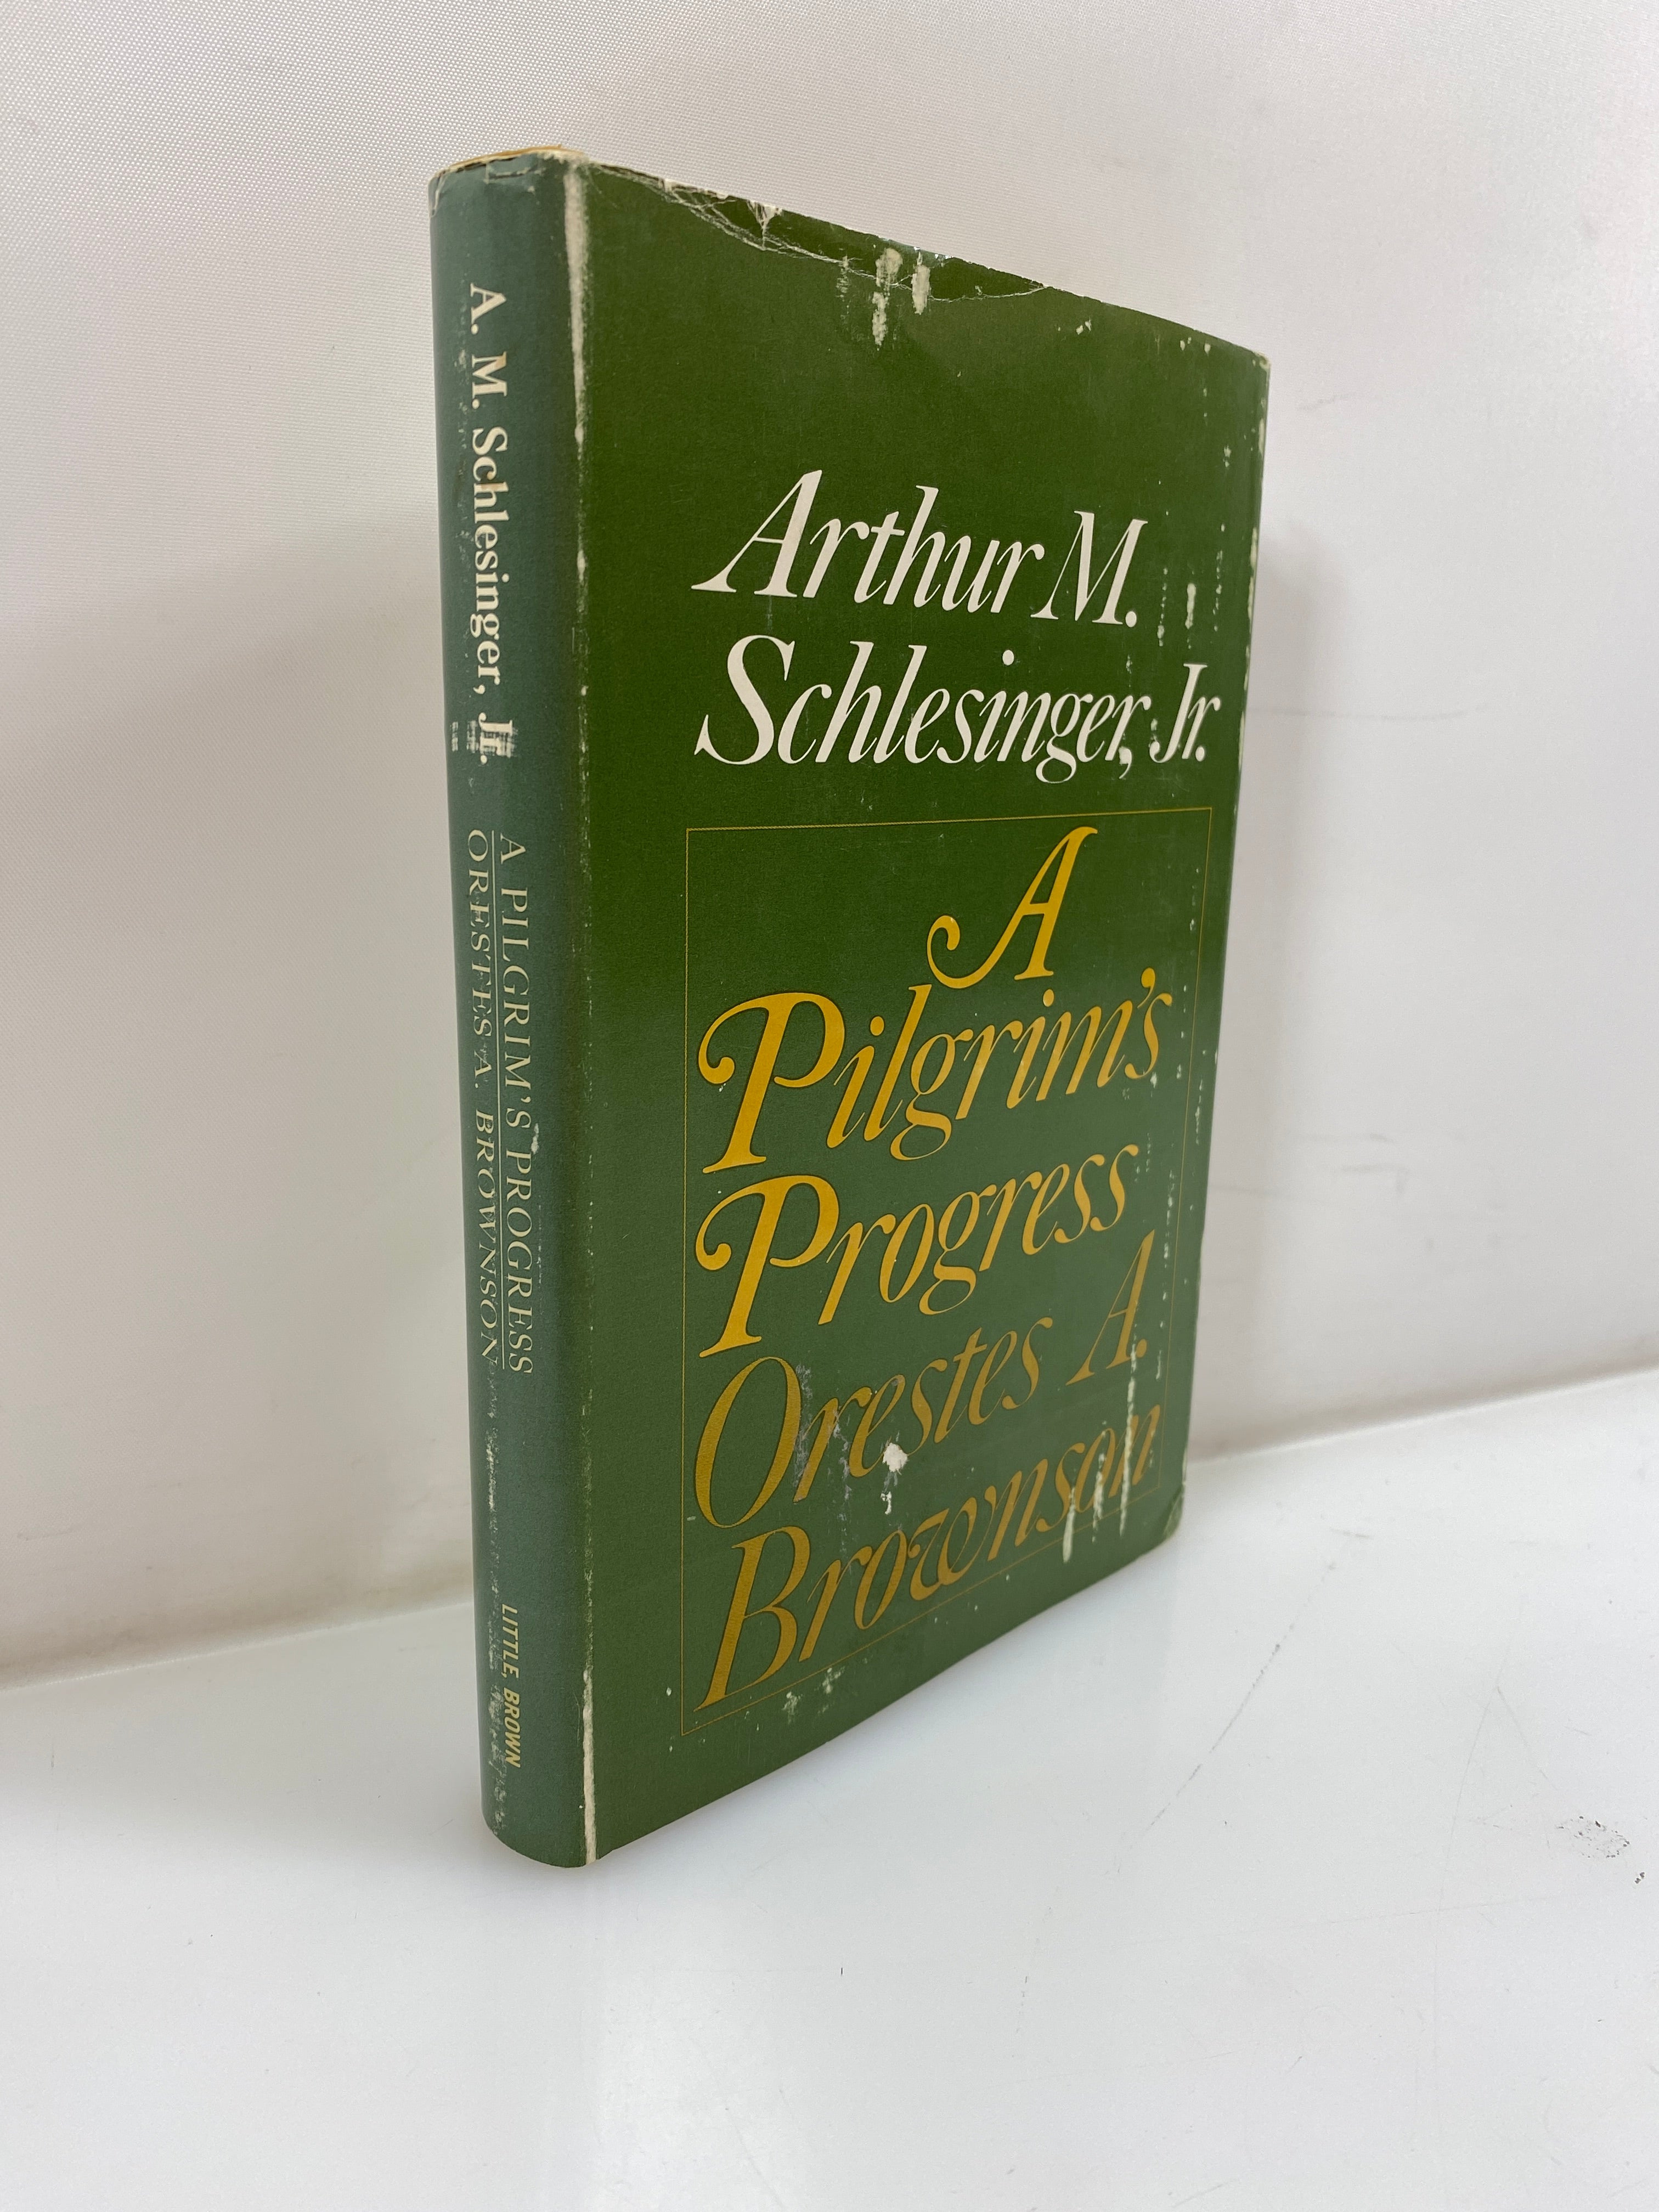 A. M. Schlesinger, Jr.
A PILGRIM'S PROGRESS
ORESTES A. BROWNSON
LITTLE, BROWN
Arthur M.
Schlesinger, Jr.
A
Pilgrim's
Progress
Orestes A.
Brownson